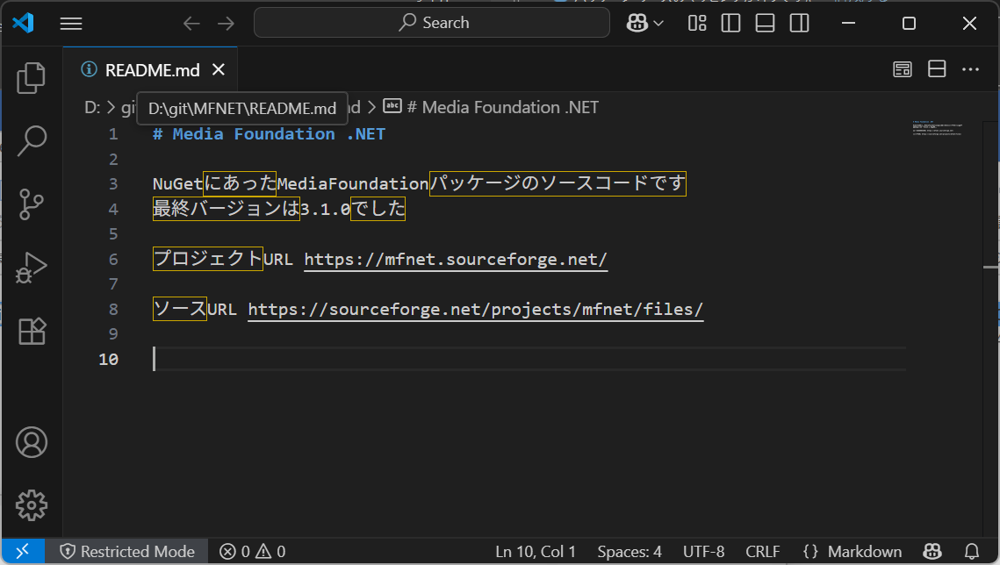 Search
README.md
D: > gi
D:\git\MFNET\README.md
d > # Media Foundation .NET
1 # Media Foundation .NET
2
3 NuGetにあったMediaFoundationパッケージのソースコードです
4 最終バージョンは3.1.0でした
5
6 プロジェクトURL https://mfnet.sourceforge.net/
7
8 ソースURL https://sourceforge.net/projects/mfnet/files/
9
10
Restricted Mode 0 0 Ln 10, Col 1 Spaces: 4 UTF-8 CRLF {} Markdown